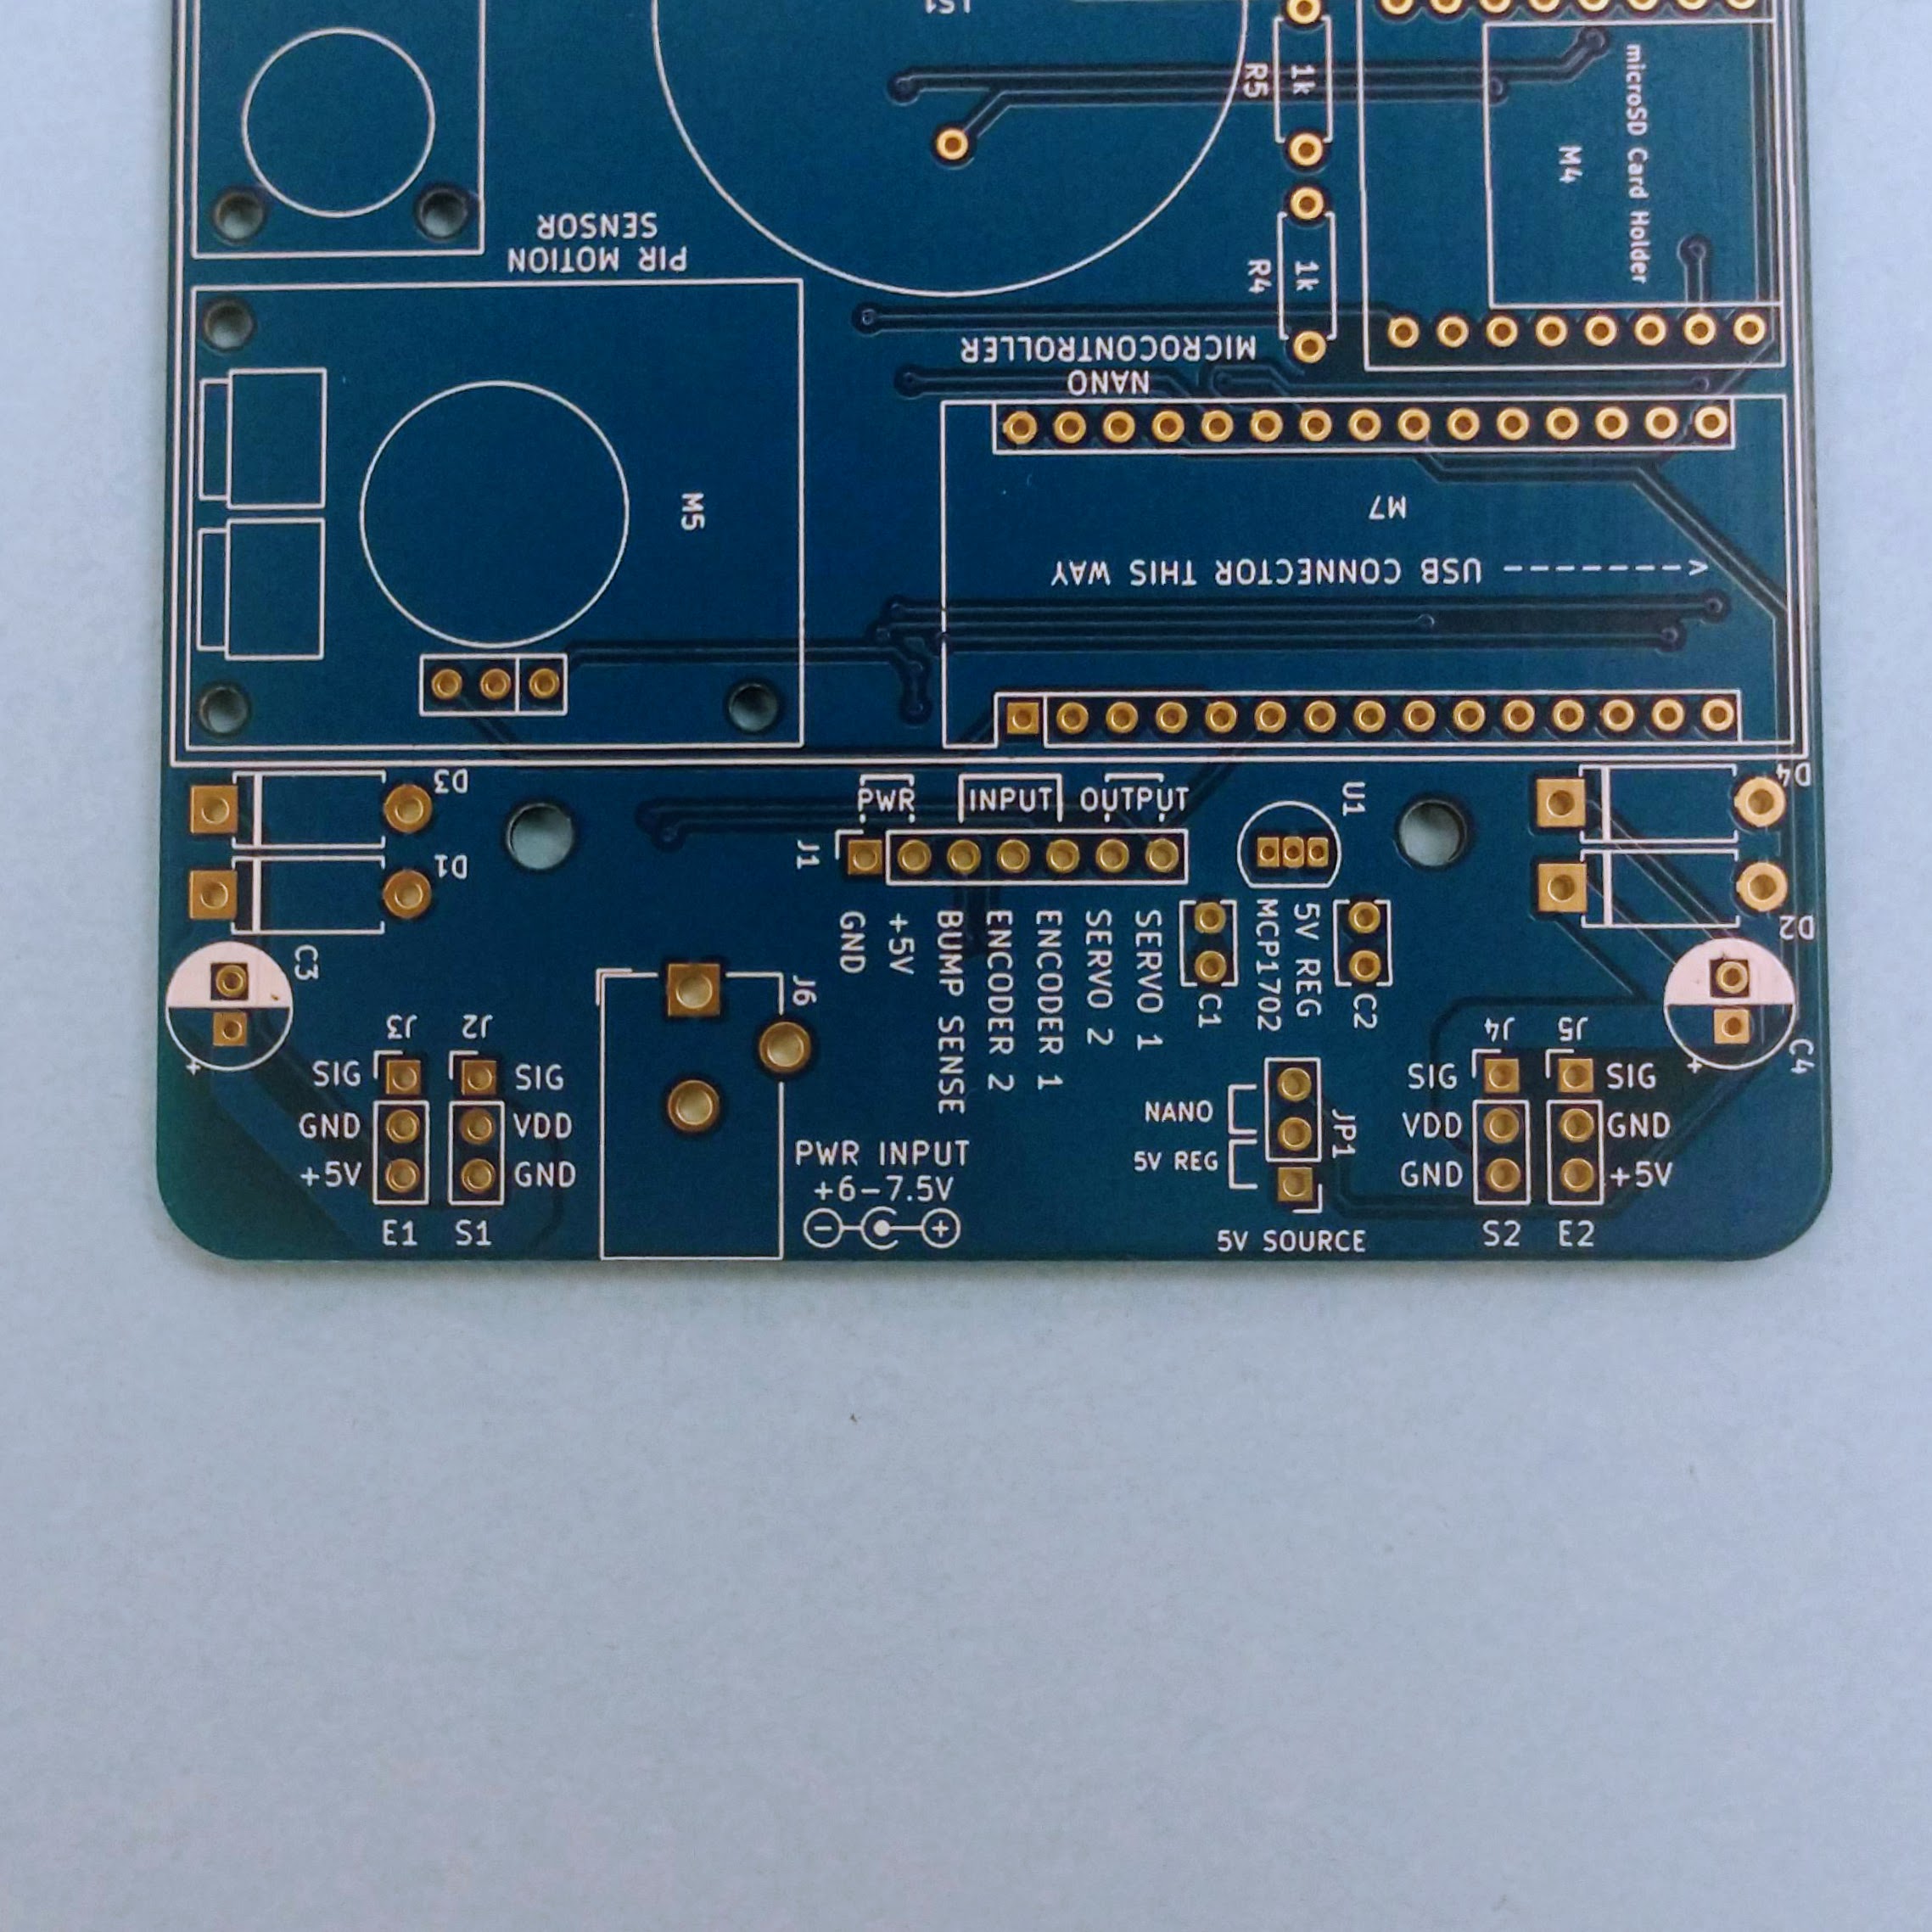 LS1
R5
1k
microSD Card Holder
M4
PIR MOTION
SENSOR
R4
1k
NANO
MICROCONTROLLER
M5
M7
USB CONNECTOR THIS WAY -------->
D3
D1
PWR
INPUT
OUTPUT
J1
U1
D4
D2
GND
+5V
BUMP SENSE
ENCODER 2
ENCODER 1
SERVO 2
SERVO 1
C1
MCP1702
5V REG
C2
C3
+
J6
C4
+
J3
J2
SIG
SIG
GND
VDD
+5V
GND
E1
S1
PWR INPUT
+6-7.5V
- +
NANO
5V REG
JP1
5V SOURCE
J4
J5
SIG
SIG
VDD
GND
GND
+5V
S2
E2